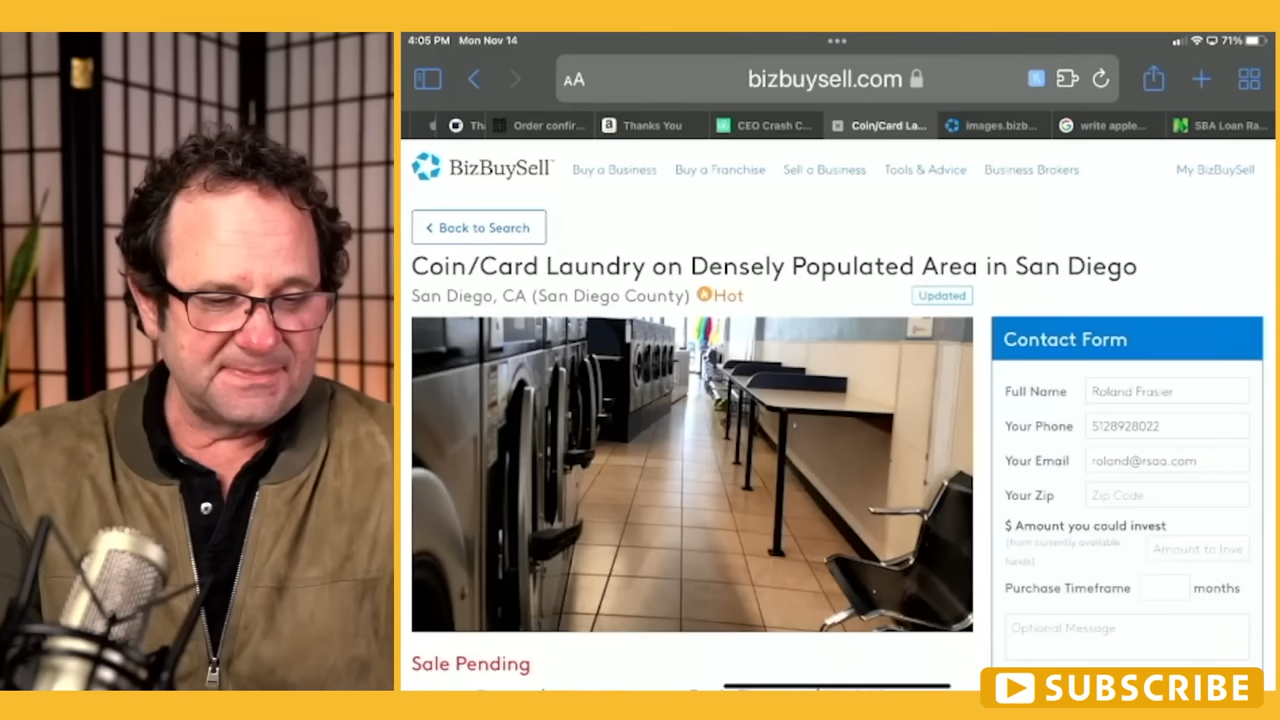 4:05 PM Mon Nov 14
71%
AA bizbuysell.com
Th
Order confir...
Thanks You
CEO Crash C...
Coin/Card La...
images.bizb...
write apple...
SBA Loan Ra...
BizBuySell
Buy a Business
Buy a Franchise
Sell a Business
Tools & Advice
Business Brokers
My BizBuySell
Back to Search
Coin/Card Laundry on Densely Populated Area in San Diego
San Diego, CA (San Diego County) Hot
Updated
Contact Form
Full Name Roland Frasier
Your Phone 5128928022
Your Email roland@rsaa.com
Your Zip Zip Code
$ Amount you could invest
(from currently available
funds)
Amount to Inve
Purchase Timeframe months
Optional Message
Sale Pending
SUBSCRIBE